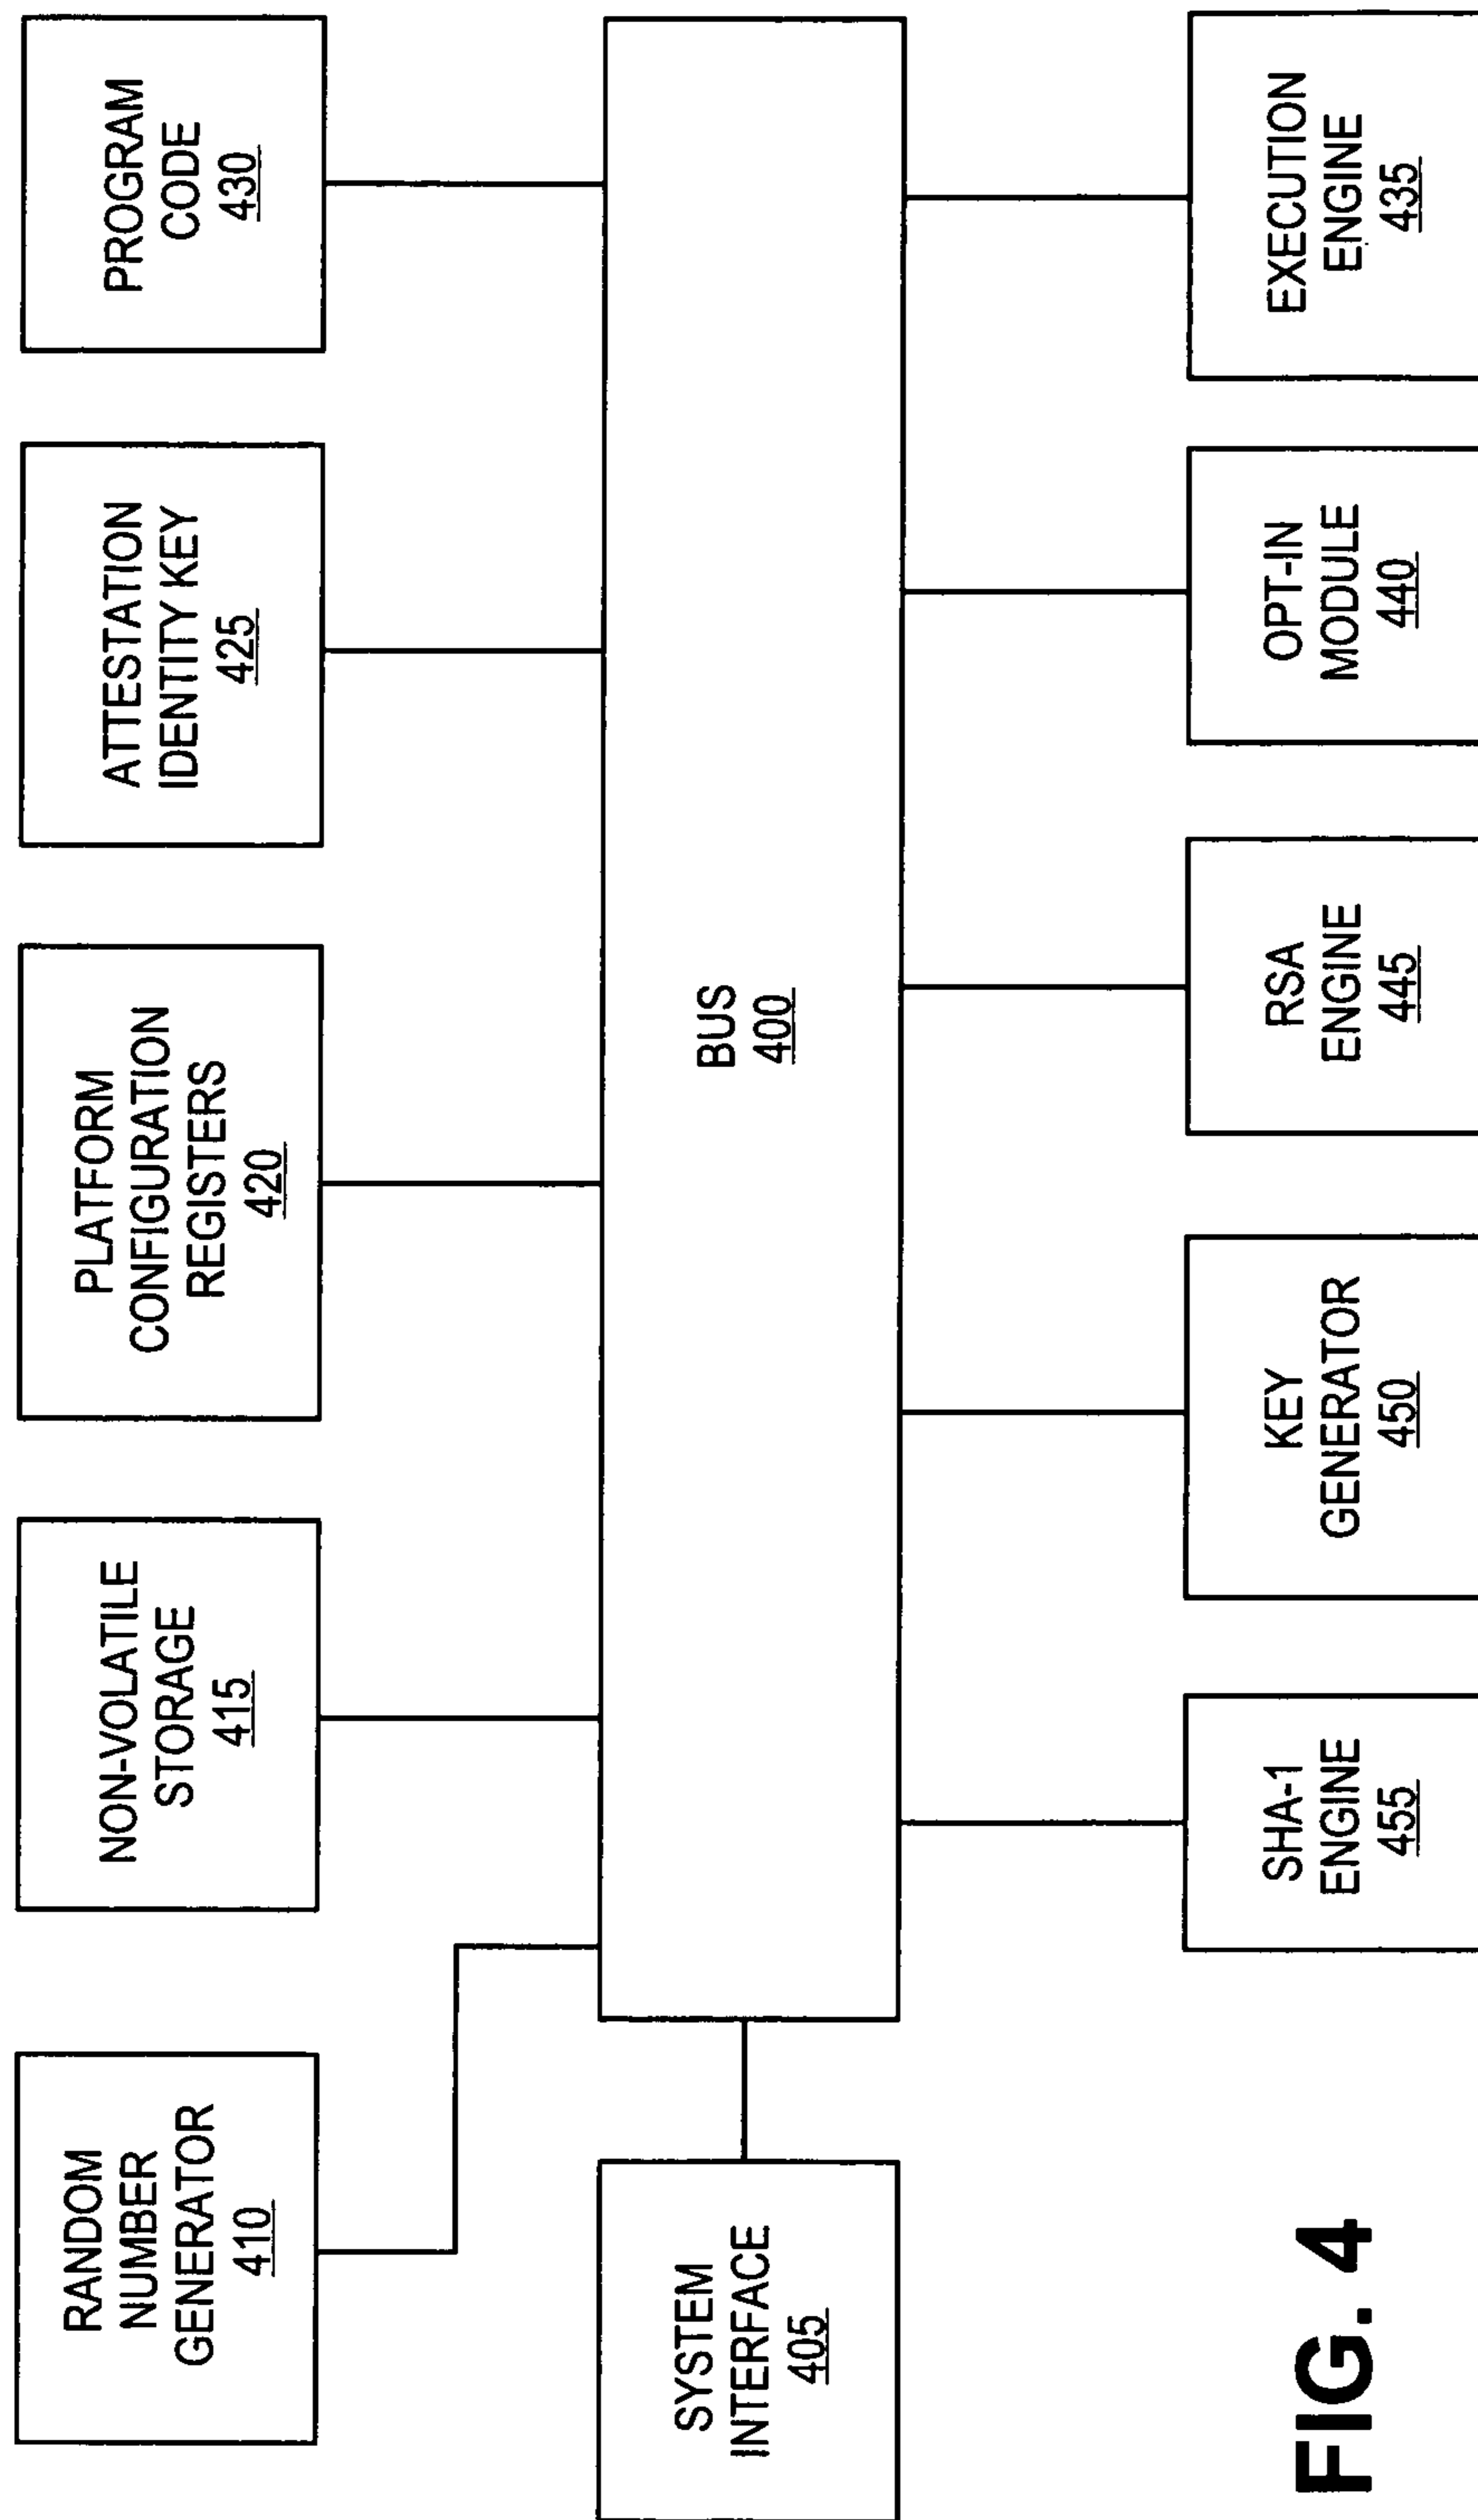 RANDOM
NUMBER
GENERATOR
410
NON-VOLATILE
STORAGE
415
PLATFORM
CONFIGURATION
REGISTERS
420
ATTESTATION
IDENTITY KEY
425
PROGRAM
CODE
430
SYSTEM
INTERFACE
405
BUS
400
SHA-1
ENGINE
455
KEY
GENERATOR
450
RSA
ENGINE
445
OPT-IN
MODULE
440
EXECUTION
ENGINE
435
FIG. 4